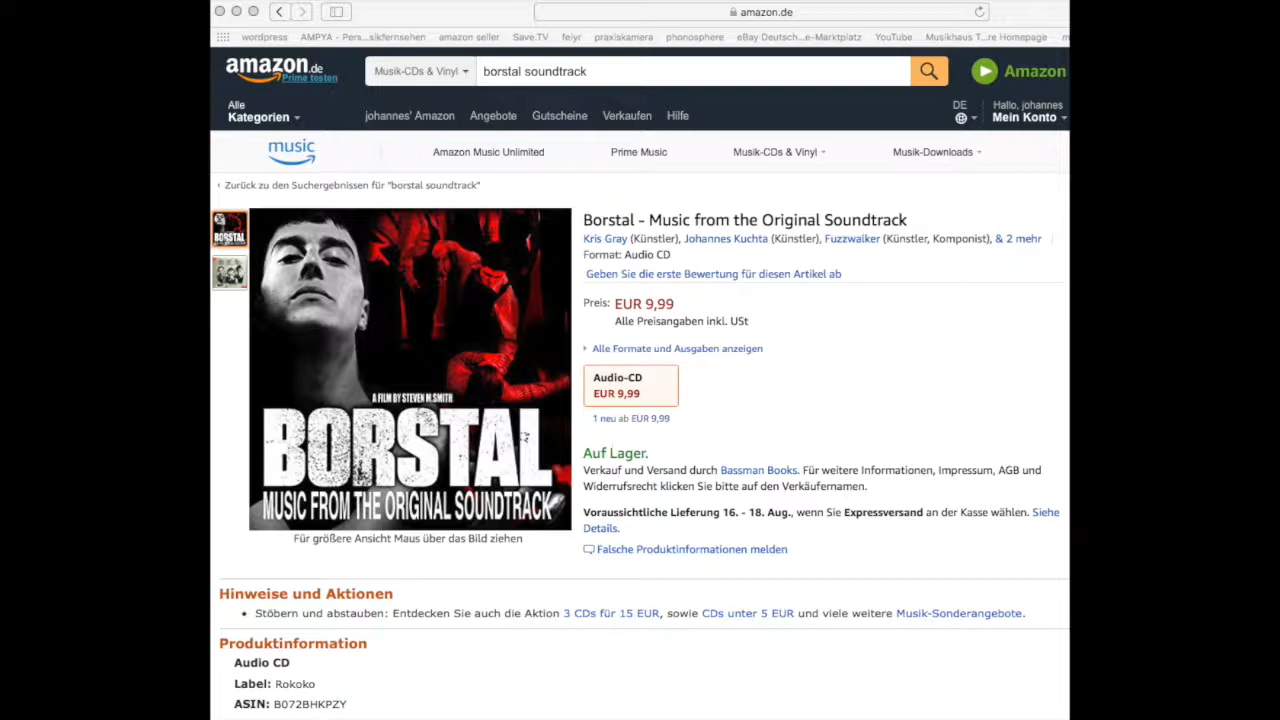 amazon.de
wordpress AMPYA - Pers...sikfernsehen amazon seller Save.TV feiyr praxiskamera phonosphere eBay Deutsch...e-Marktplatz YouTube Musikhaus T...re Homepage
amazon.de
Prime testen
Musik-CDs & Vinyl
borstal soundtrack
Amazon
Alle
Kategorien
johannes' Amazon Angebote Gutscheine Verkaufen Hilfe
DE
Hallo, johannes
Mein Konto
music
Amazon Music Unlimited Prime Music Musik-CDs & Vinyl Musik-Downloads
‹ Zurück zu den Suchergebnissen für "borstal soundtrack"
BORSTAL
A FILM BY STEVEN M.SMITH
BORSTAL
MUSIC FROM THE ORIGINAL SOUNDTRACK
Für größere Ansicht Maus über das Bild ziehen
Borstal - Music from the Original Soundtrack
Kris Gray (Künstler), Johannes Kuchta (Künstler), Fuzzwalker (Künstler, Komponist), & 2 mehr
Format: Audio CD
Geben Sie die erste Bewertung für diesen Artikel ab
Preis: EUR 9,99
Alle Preisangaben inkl. USt
Alle Formate und Ausgaben anzeigen
Audio-CD
EUR 9,99
1 neu ab EUR 9,99
Auf Lager.
Verkauf und Versand durch Bassman Books. Für weitere Informationen, Impressum, AGB und
Widerrufsrecht klicken Sie bitte auf den Verkäufernamen.
Voraussichtliche Lieferung 16. - 18. Aug., wenn Sie Expressversand an der Kasse wählen. Siehe
Details.
Falsche Produktinformationen melden
Hinweise und Aktionen
• Stöbern und abstauben: Entdecken Sie auch die Aktion 3 CDs für 15 EUR, sowie CDs unter 5 EUR und viele weitere Musik-Sonderangebote.
Produktinformation
Audio CD
Label: Rokoko
ASIN: B072BHKPZY